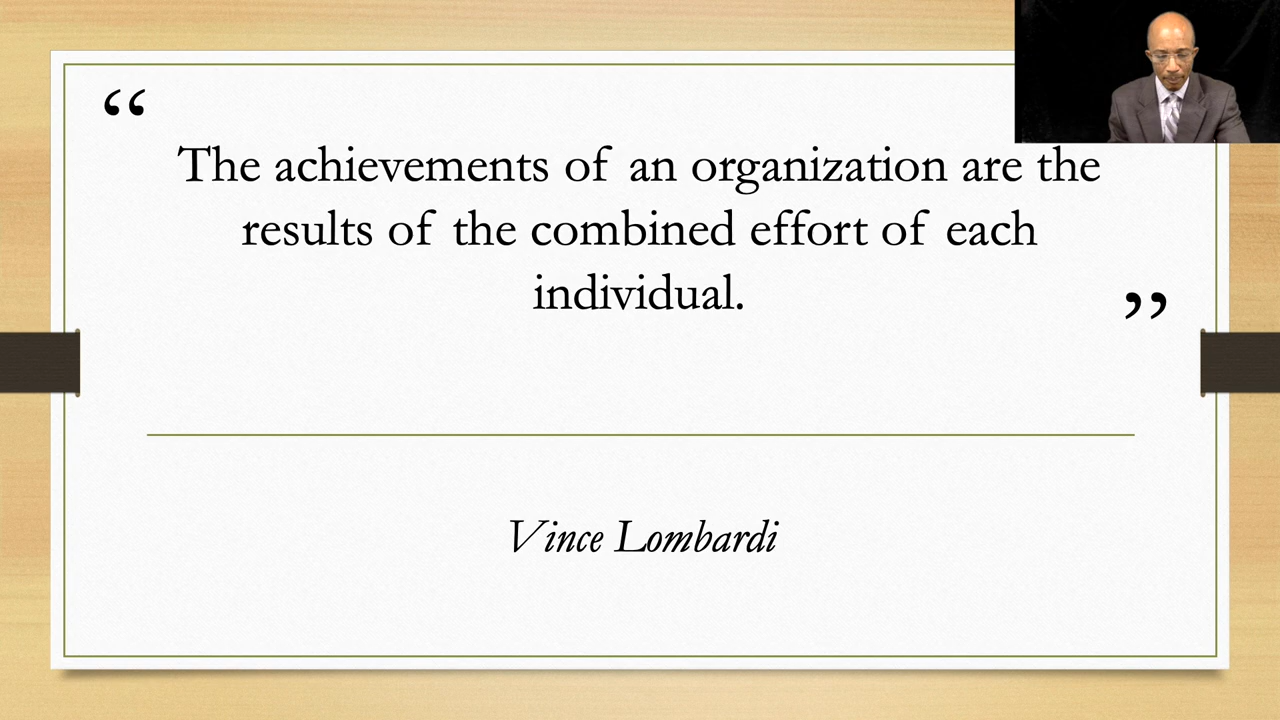 “
The achievements of an organization are the
results of the combined effort of each
individual.
”
Vince Lombardi